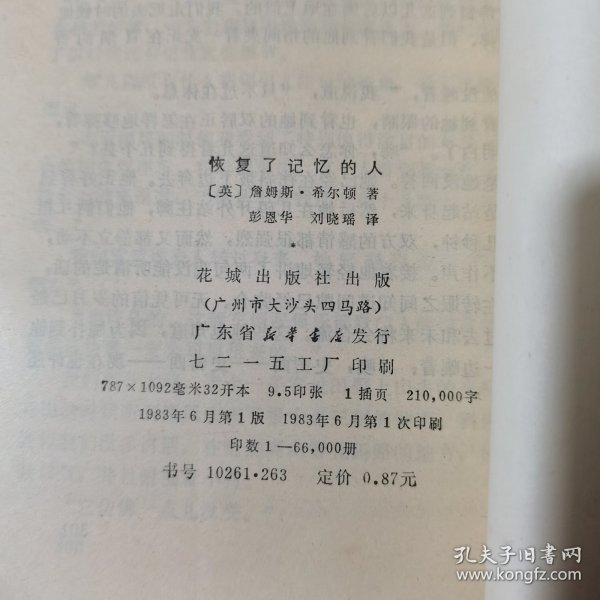 恢复了记忆的人
〔英〕詹姆斯·希尔顿 著
彭恩华 刘晓瑶 译
*
花城出版社出版
(广州市大沙头四马路)
广东省新华书店发行
七二一五工厂印刷
787×1092毫米32开本 9.5印张 1插页 210,000字
1983年6月第1版 1983年6月第1次印刷
印数1—66,000册
书号 10261·263 定价 0.87元
孔夫子旧书网
www.kongfz.com